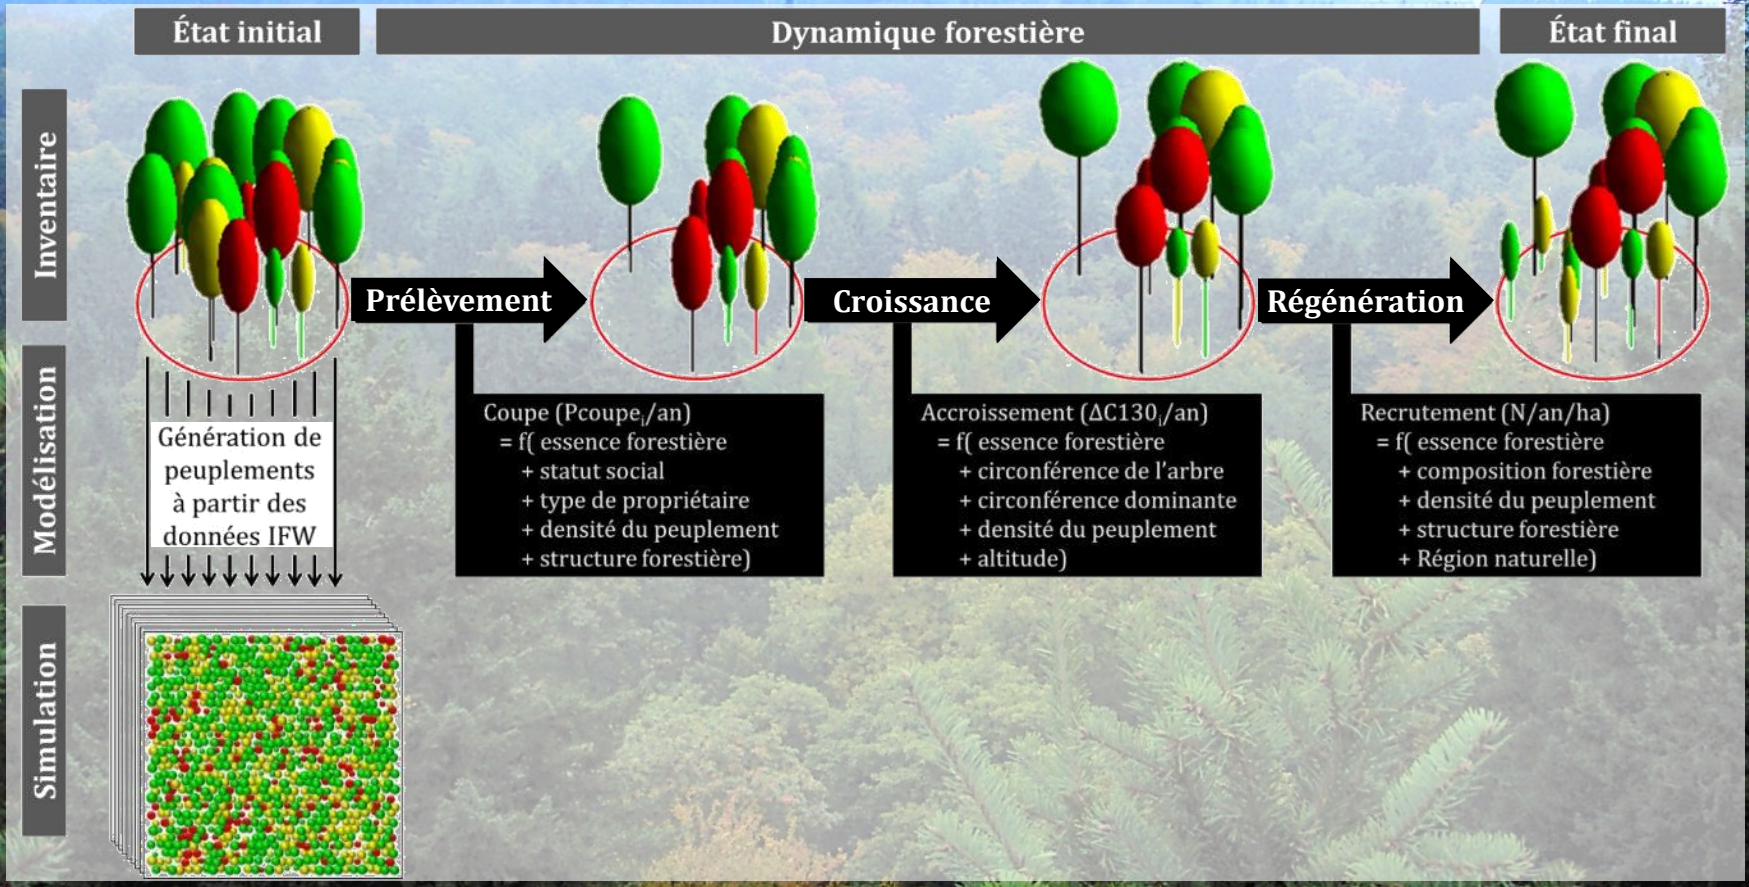 État initial
Dynamique forestière
État final
Inventaire
Prélèvement
Croissance
Régénération
Modélisation
Génération de
peuplements
à partir des
données IFW
Coupe (Pcoupeᵢ/an)
= f( essence forestière
+ statut social
+ type de propriétaire
+ densité du peuplement
+ structure forestière)
Accroissement (ΔC130ᵢ/an)
= f( essence forestière
+ circonférence de l'arbre
+ circonférence dominante
+ densité du peuplement
+ altitude)
Recrutement (N/an/ha)
= f( essence forestière
+ composition forestière
+ densité du peuplement
+ structure forestière
+ Région naturelle)
Simulation